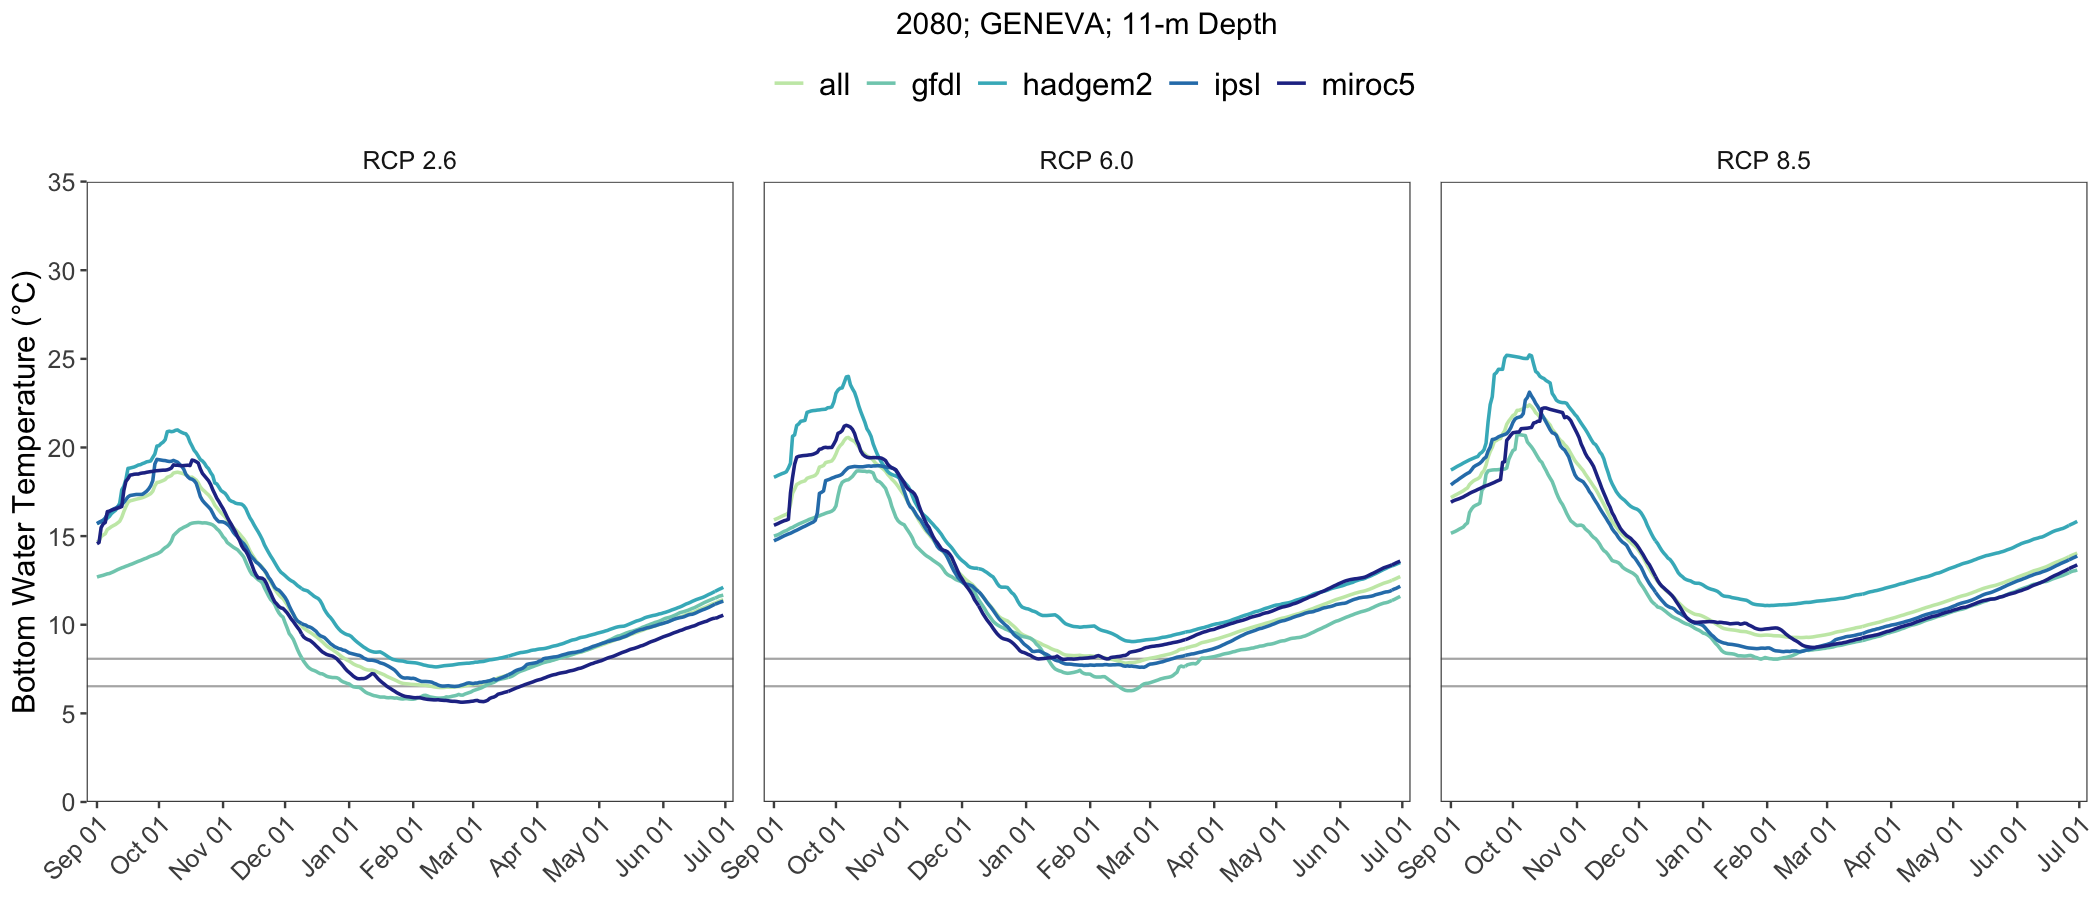 2080; GENEVA; 11-m Depth
all gfdl hadgem2 ipsl miroc5
RCP 2.6 RCP 6.0 RCP 8.5
Bottom Water Temperature (°C)
35
30
25
20
15
10
5
0
Sep 01 Oct 01 Nov 01 Dec 01 Jan 01 Feb 01 Mar 01 Apr 01 May 01 Jun 01 Jul 01
Sep 01 Oct 01 Nov 01 Dec 01 Jan 01 Feb 01 Mar 01 Apr 01 May 01 Jun 01 Jul 01
Sep 01 Oct 01 Nov 01 Dec 01 Jan 01 Feb 01 Mar 01 Apr 01 May 01 Jun 01 Jul 01